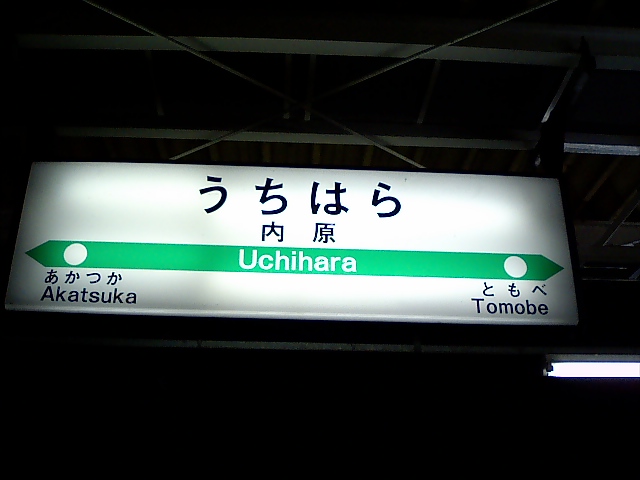 うちはら
内原
Uchihara
あかつか
Akatsuka
ともべ
Tomobe